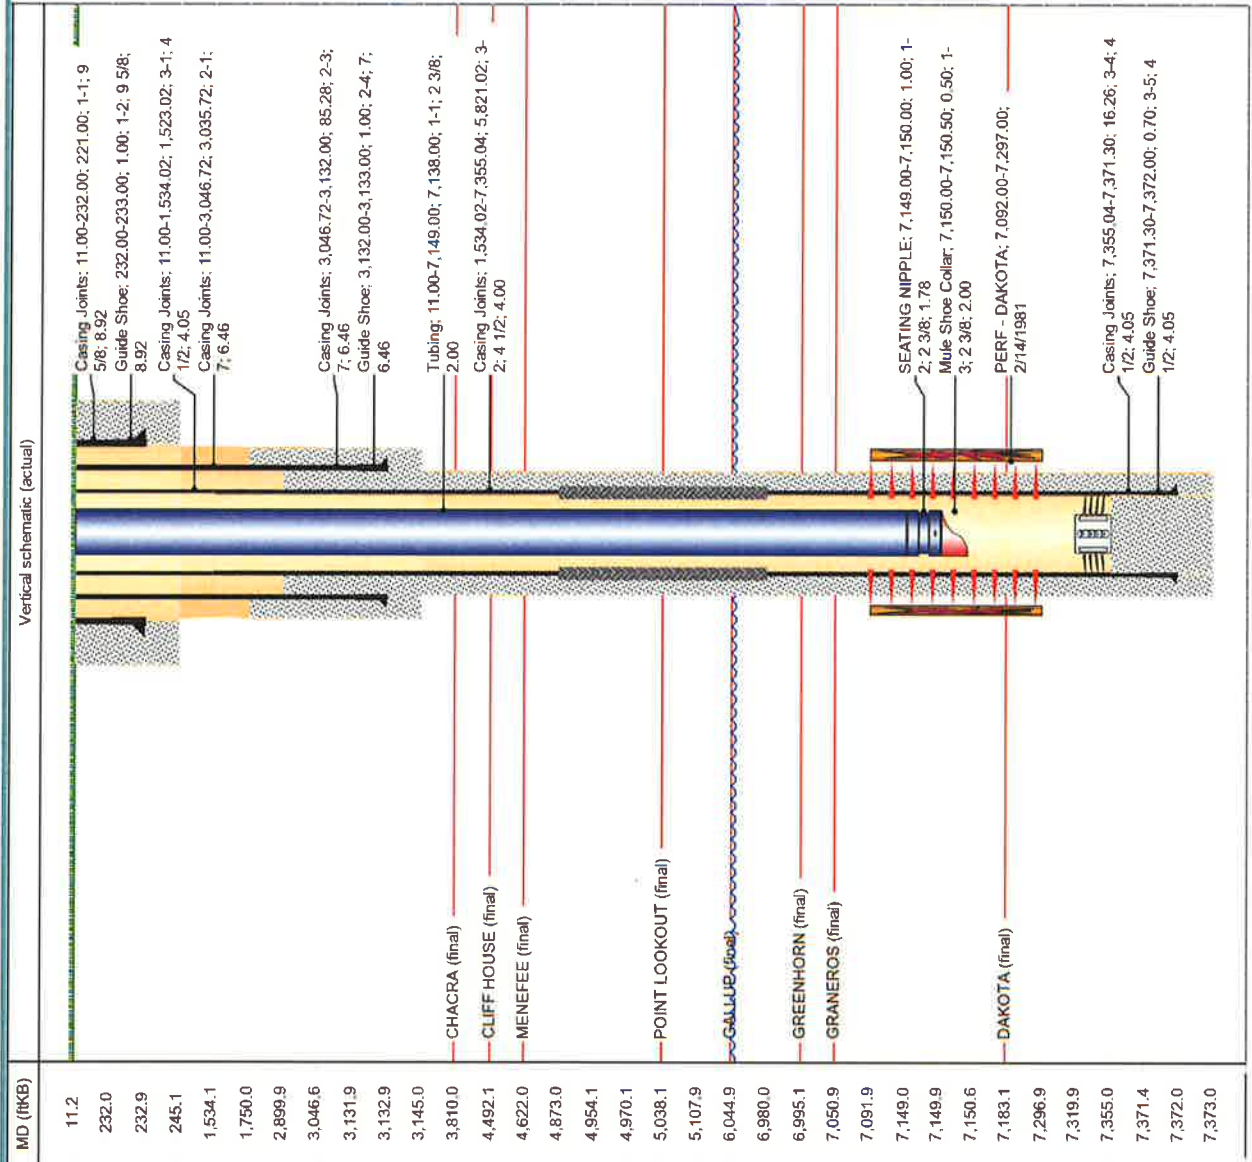 Vertical schematic (actual)
MD (ftKB)
11.2
232.0
232.9
245.1
1,534.1
1,750.0
2,899.9
3,046.6
3,131.9
3,132.9
3,145.0
3,810.0
4,492.1
4,622.0
4,873.0
4,954.1
4,970.1
5,038.1
5,107.9
6,044.9
6,980.0
6,995.1
7,050.9
7,091.9
7,149.0
7,149.9
7,150.6
7,183.1
7,296.9
7,319.9
7,355.0
7,371.4
7,372.0
7,373.0
CHACRA (final)
CLIFF HOUSE (final)
MENEFEE (final)
POINT LOOKOUT (final)
GALLUP (final)
GREENHORN (final)
GRANEROS (final)
DAKOTA (final)
Casing Joints; 11.00-232.00; 221.00; 1-1; 9
5/8; 8.92
Guide Shoe; 232.00-233.00; 1.00; 1-2; 9 5/8;
8.92
Casing Joints; 11.00-1,534.02; 1,523.02; 3-1; 4
1/2; 4.05
Casing Joints; 11.00-3,046.72; 3,035.72; 2-1;
7; 6.46
Casing Joints; 3,046.72-3,132.00; 85.28; 2-3;
7; 6.46
Guide Shoe; 3,132.00-3,133.00; 1.00; 2-4; 7;
6.46
Tubing; 11.00-7,149.00; 7,138.00; 1-1; 2 3/8;
2.00
Casing Joints; 1,534.02-7,355.04; 5,821.02; 3-
2; 4 1/2; 4.00
SEATING NIPPLE; 7,149.00-7,150.00; 1.00; 1-
2; 2 3/8; 1.78
Mule Shoe Collar; 7,150.00-7,150.50; 0.50; 1-
3; 2 3/8; 2.00
PERF - DAKOTA; 7,092.00-7,297.00;
2/14/1981
Casing Joints; 7,355.04-7,371.30; 16.26; 3-4; 4
1/2; 4.05
Guide Shoe; 7,371.30-7,372.00; 0.70; 3-5; 4
1/2; 4.05